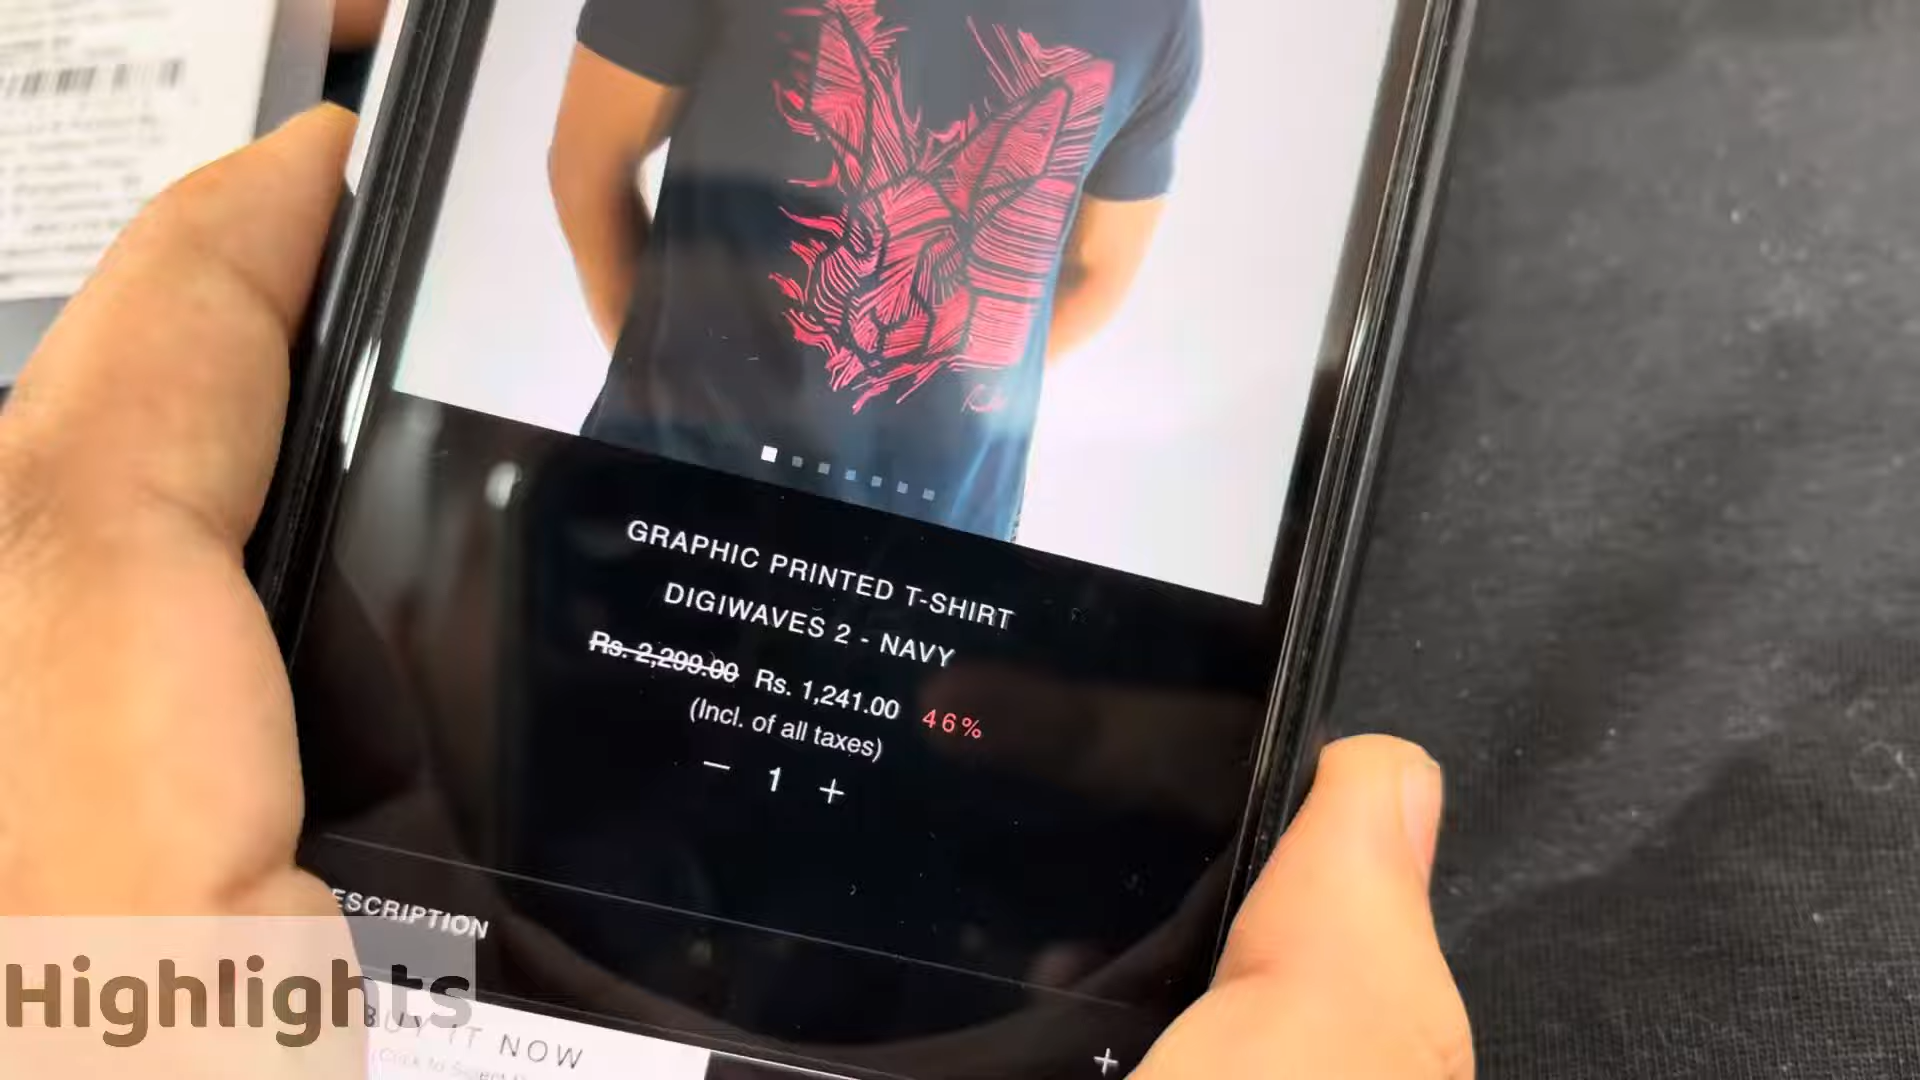 GRAPHIC PRINTED T-SHIRT
DIGIWAVES 2 - NAVY
Rs. 2,299.00 Rs. 1,241.00 46%
(Incl. of all taxes)
− 1 +
ESCRIPTION
Highlights
BUY IT NOW
+